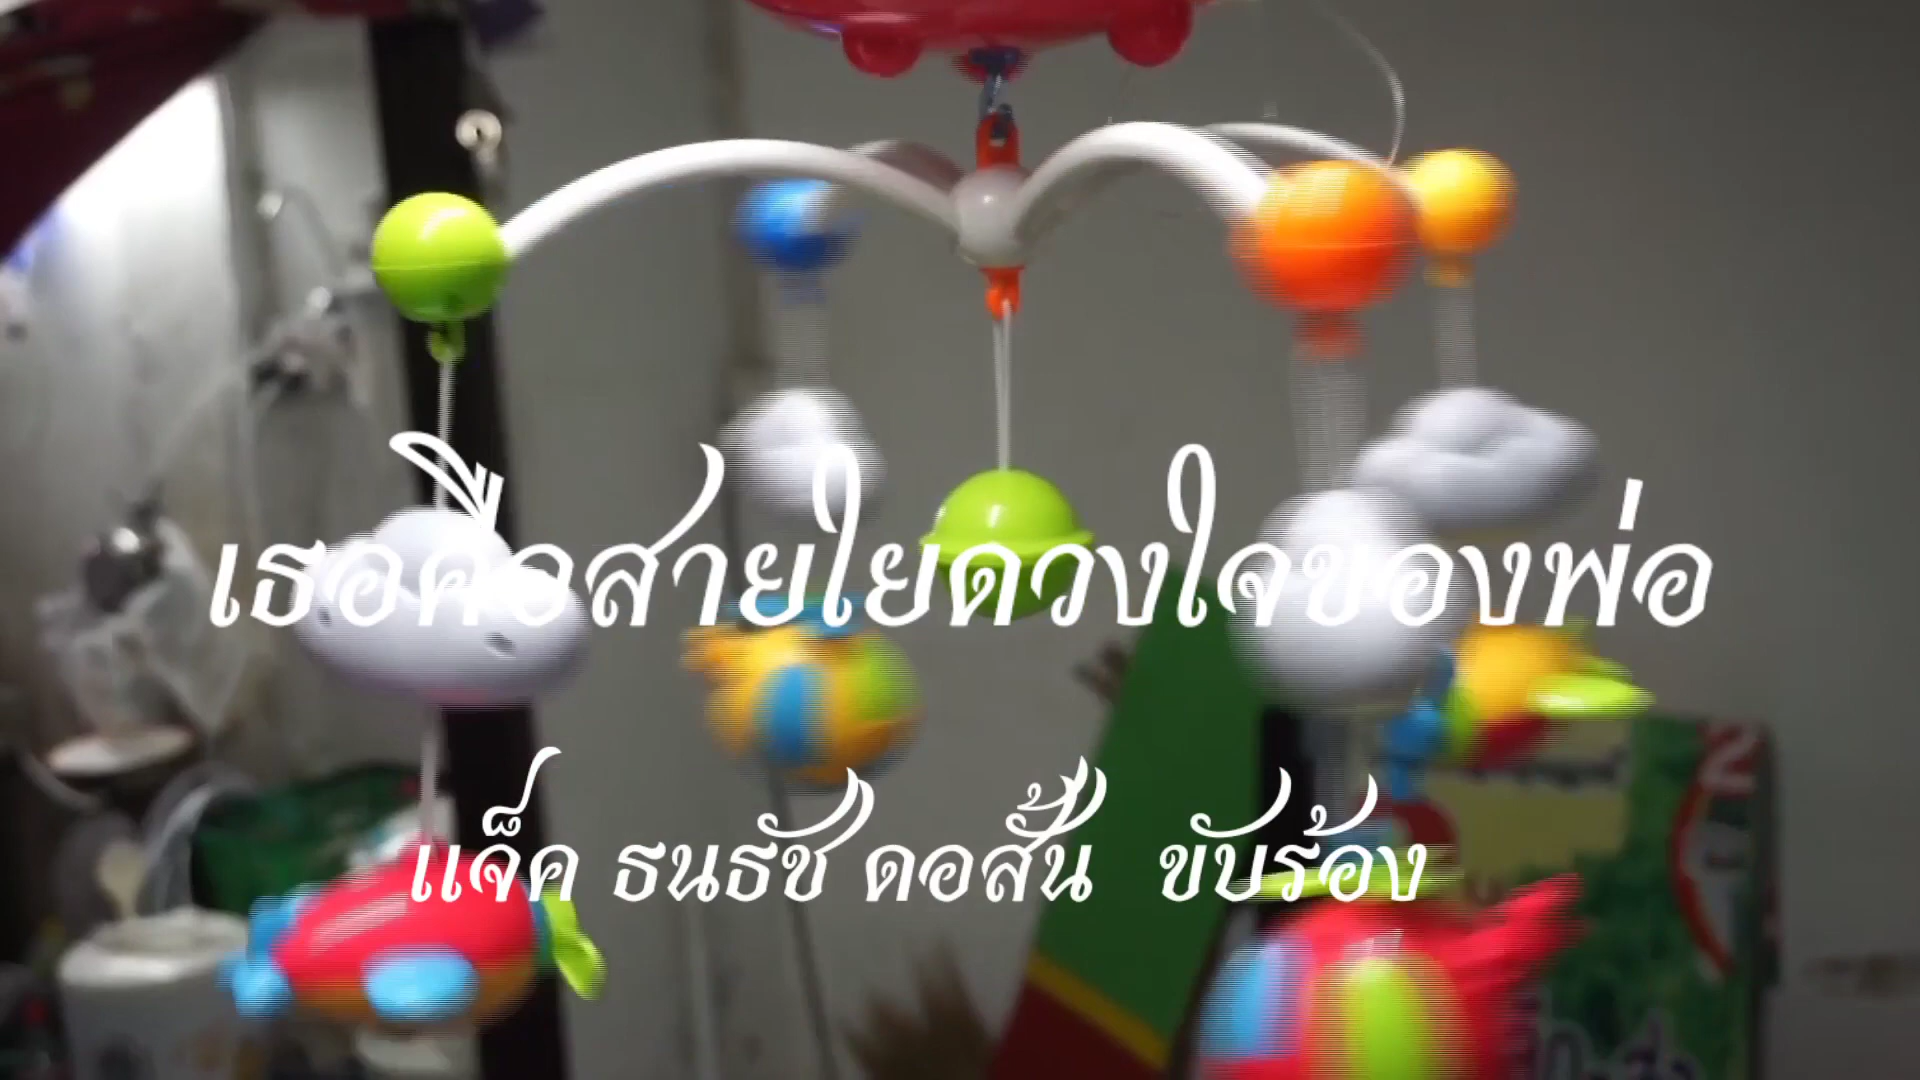 เธอคือสายใยดวงใจของพ่อ
แจ็ค ธนธัช ดอสั้น ขับร้อง
2